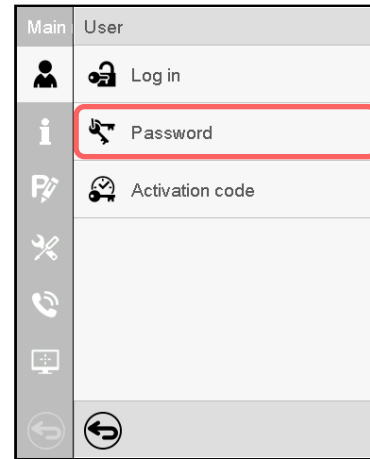 Main
User
Log in
Password
Activation code